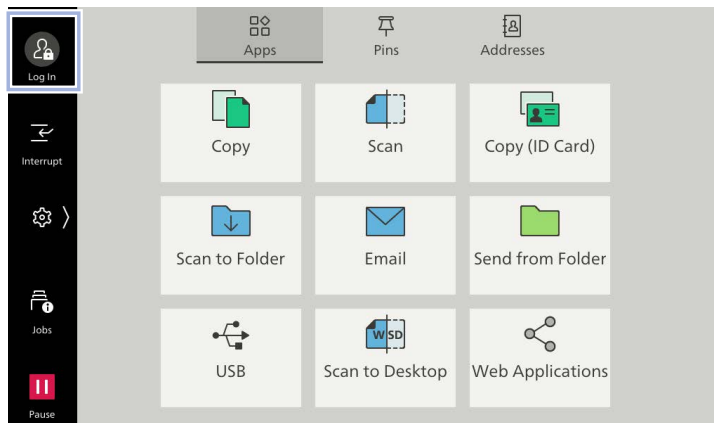 Log In
Interrupt
Jobs
Pause
Apps
Pins
Addresses
Copy
Scan
Copy (ID Card)
Scan to Folder
Email
Send from Folder
USB
W SD
Scan to Desktop
Web Applications